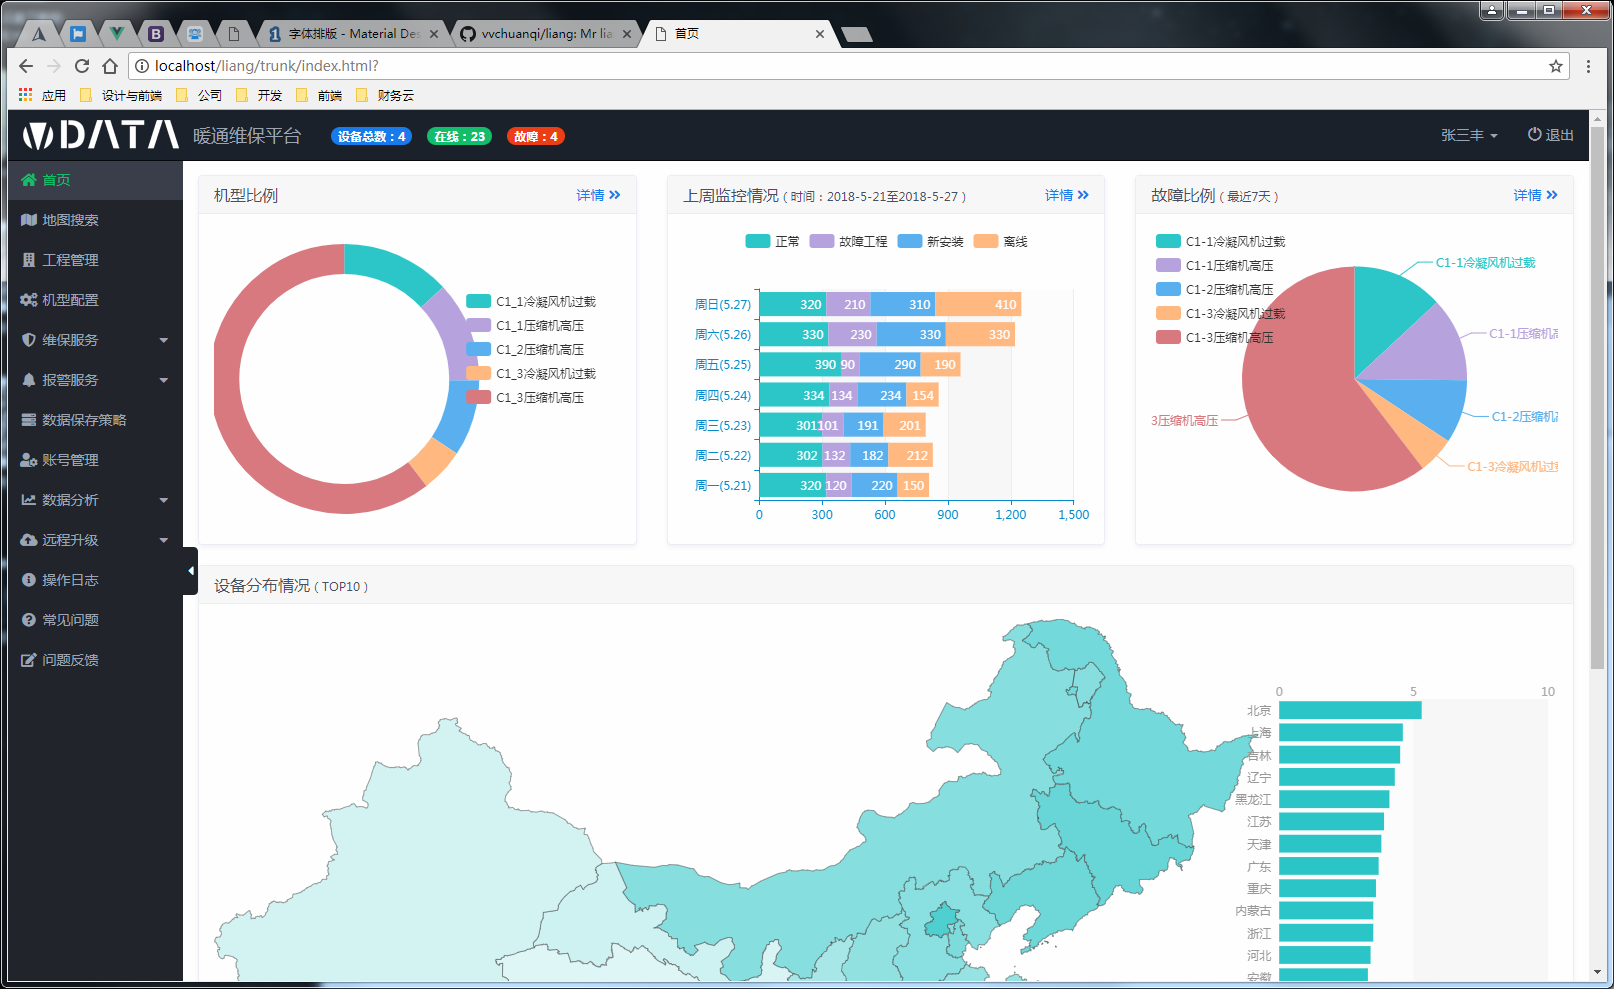 字体排版 - Material Des
vvchuanqi/liang: Mr lia
首页
localhost/liang/trunk/index.html?
应用 设计与前端 公司 开发 前端 财务云
WDATA 暖通维保平台 设备总数：4 在线：23 故障：4 张三丰 退出
首页
地图搜索
工程管理
机型配置
维保服务
报警服务
数据保存策略
账号管理
数据分析
远程升级
操作日志
常见问题
问题反馈
机型比例 详情
C1_1冷凝风机过载
C1_1压缩机高压
C1_2压缩机高压
C1_3冷凝风机过载
C1_3压缩机高压
上周监控情况 ( 时间：2018-5-21至2018-5-27 ) 详情
正常 故障工程 新安装 离线
周日(5.27) 320 210 310 410
周六(5.26) 330 230 330 330
周五(5.25) 390 90 290 190
周四(5.24) 334 134 234 154
周三(5.23) 301 101 191 201
周二(5.22) 302 132 182 212
周一(5.21) 320 120 220 150
0 300 600 900 1,200 1,500
故障比例 ( 最近7天 ) 详情
C1-1冷凝风机过载
C1-1压缩机高压
C1-2压缩机高压
C1-3冷凝风机过载
C1-3压缩机高压
C1-1冷凝风机过载
C1-1压缩机高
C1-2压缩机高
C1-3冷凝风机过载
3压缩机高压
设备分布情况 ( TOP10 )
0 5 10
北京
上海
吉林
辽宁
黑龙江
江苏
天津
广东
重庆
内蒙古
浙江
河北
安徽